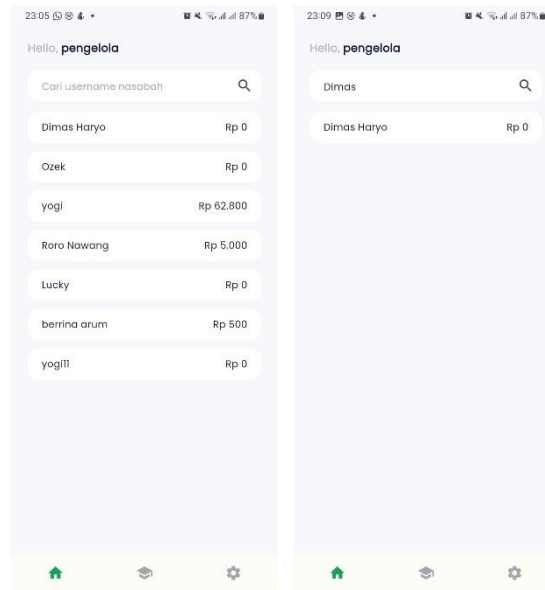 23:05
87%
Hello, pengelola
Cari username nasabah
Dimas Haryo Rp 0
Ozek Rp 0
yogi Rp 62.800
Roro Nawang Rp 5.000
Lucky Rp 0
berrina arum Rp 500
yogi11 Rp 0
23:09
87%
Hello, pengelola
Dimas
Dimas Haryo Rp 0